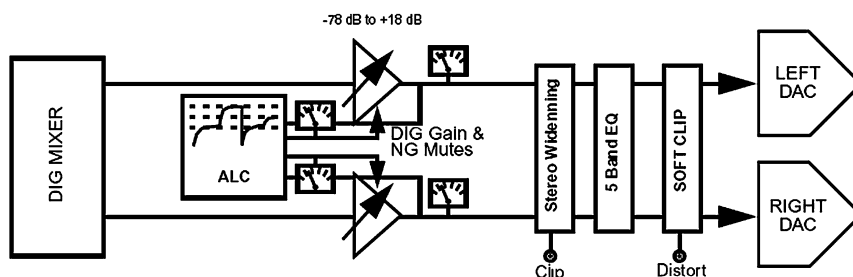 -78 dB to +18 dB
DIG MIXER
ALC
DIG Gain &
NG Mutes
Stereo Widenning
5 Band EQ
SOFT CLIP
LEFT
DAC
RIGHT
DAC
Clip
Distort